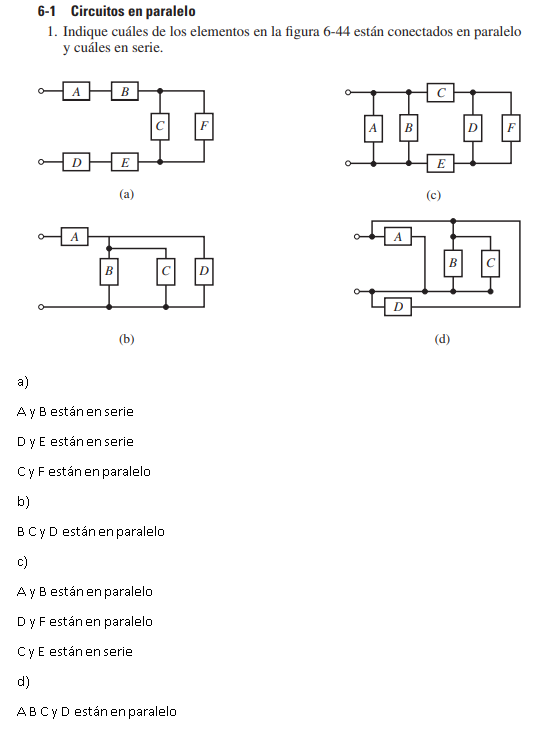 6-1 Circuitos en paralelo
1. Indique cuáles de los elementos en la figura 6-44 están conectados en paralelo
y cuáles en serie.
A B
C F
D E
(a)
C
A B D F
E
(c)
A
B C D
(b)
A
B C
D
(d)
a)
A y B están en serie
D y E están en serie
C y F están en paralelo
b)
B C y D están en paralelo
c)
A y B están en paralelo
D y F están en paralelo
C y E están en serie
d)
A B C y D están en paralelo